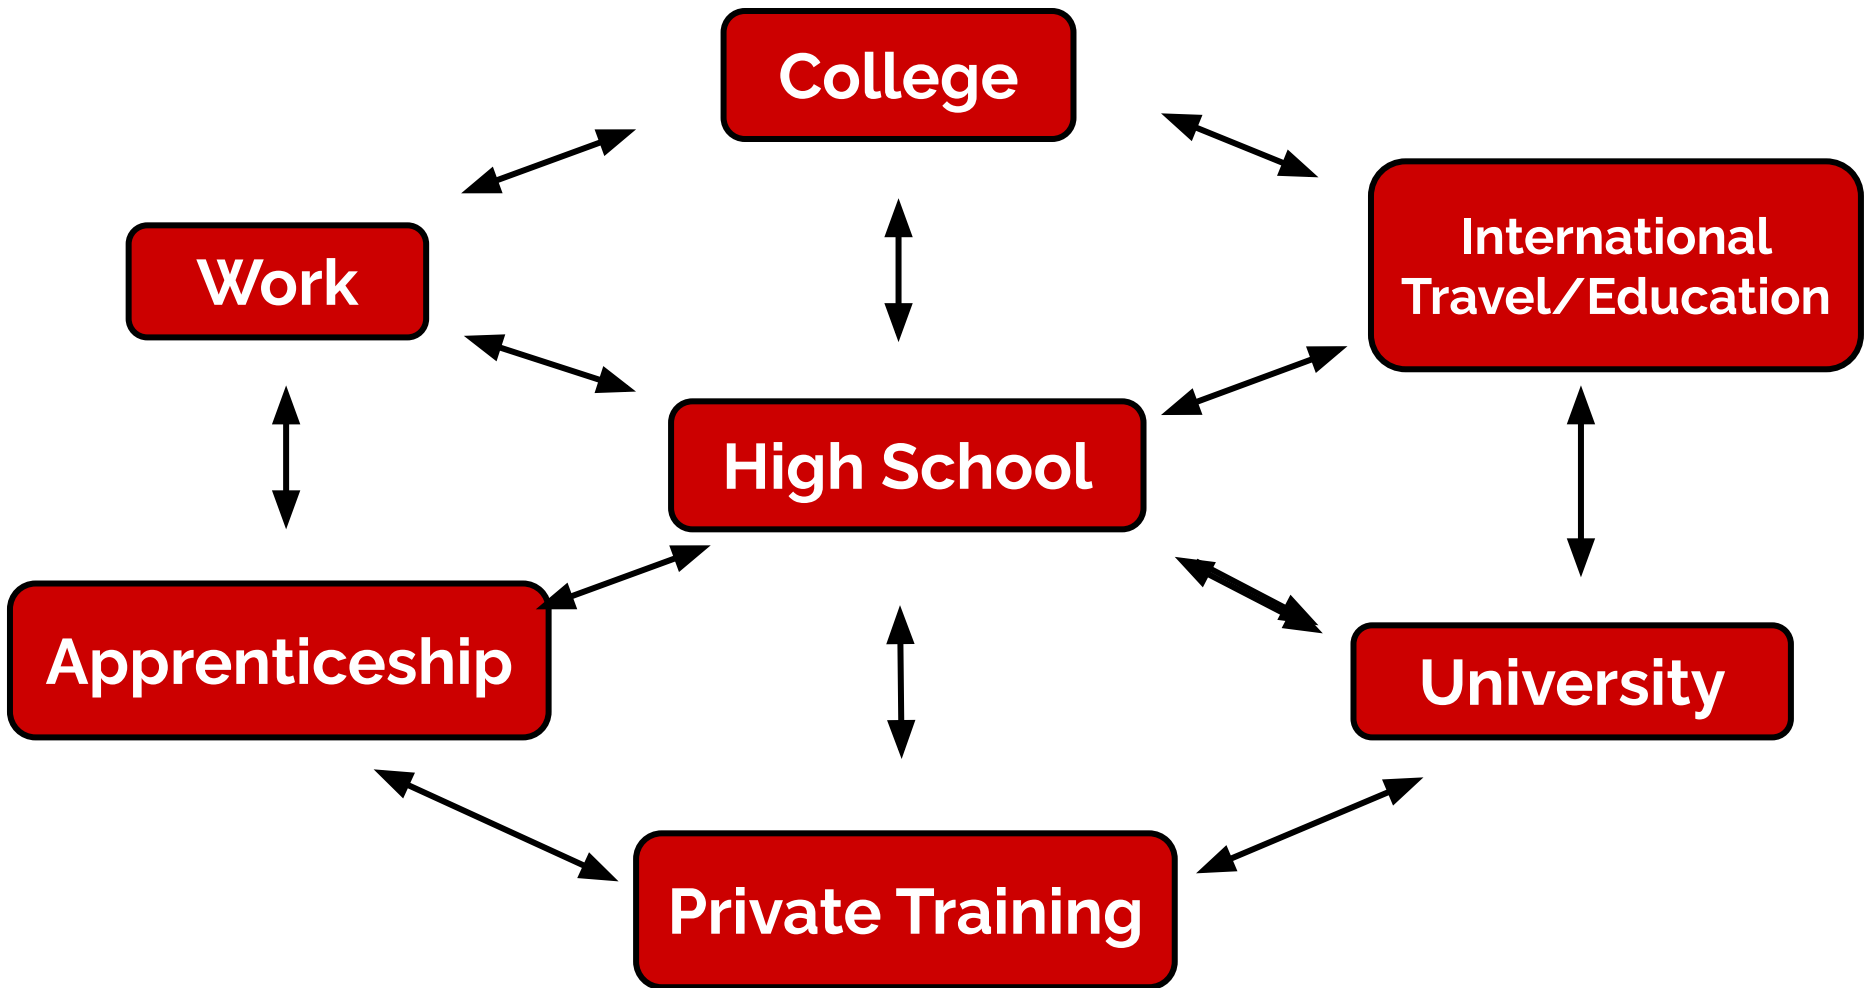 College
Work
International
Travel/Education
High School
Apprenticeship
University
Private Training